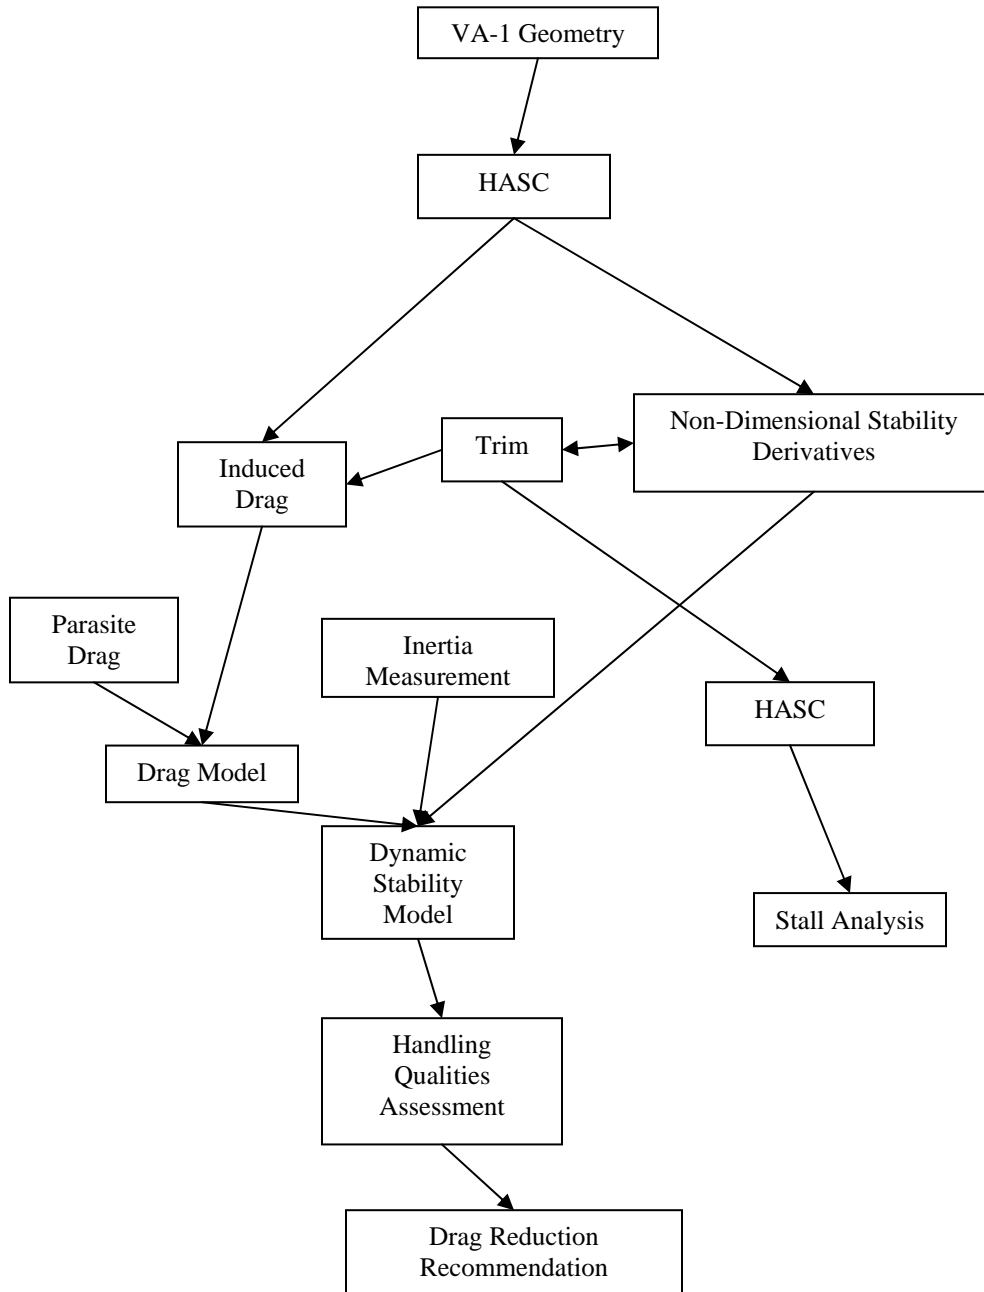 VA-1 Geometry
HASC
Non-Dimensional Stability
Derivatives
Trim
Induced
Drag
Parasite
Drag
Inertia
Measurement
HASC
Drag Model
Dynamic
Stability
Model
Stall Analysis
Handling
Qualities
Assessment
Drag Reduction
Recommendation